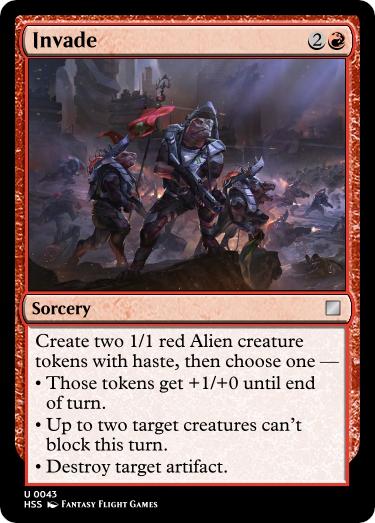 Invade 2
Sorcery
Create two 1/1 red Alien creature
tokens with haste, then choose one —
• Those tokens get +1/+0 until end
of turn.
• Up to two target creatures can't
block this turn.
• Destroy target artifact.
U 0043
HSS Fantasy Flight Games